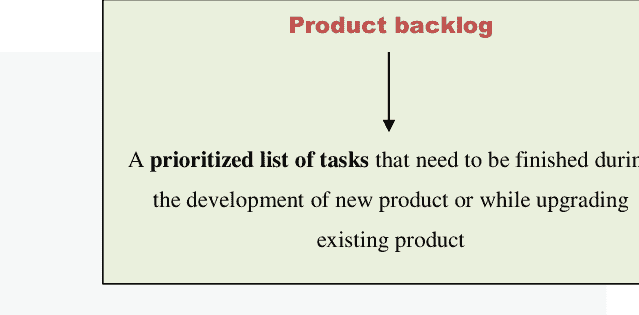 Product backlog
A prioritized list of tasks that need to be finished durin
the development of new product or while upgrading
existing product